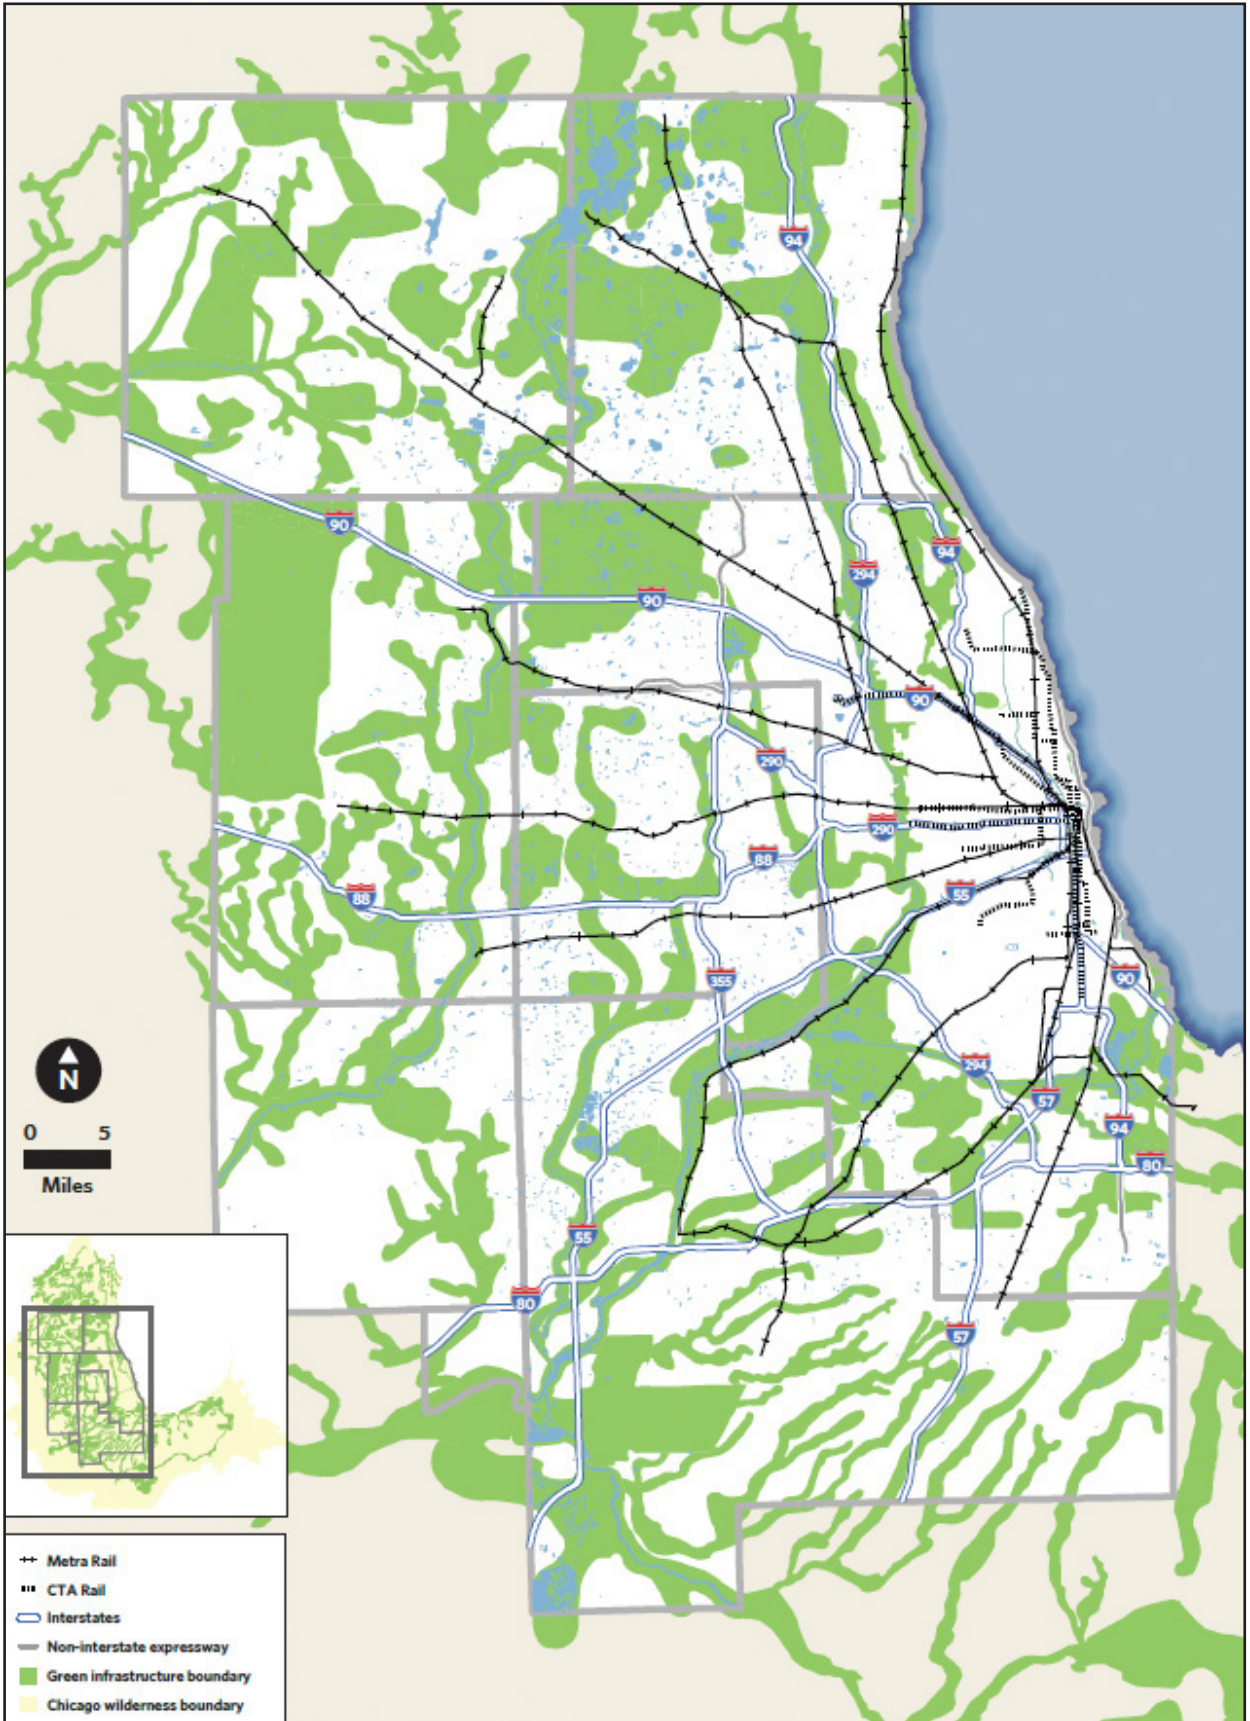 94
90
94
294
90
90
290
290
88
88
55
355
90
N
294
0 5
57
94
Miles
80
55
80
57
Metra Rail
CTA Rail
Interstates
Non-interstate expressway
Green infrastructure boundary
Chicago wilderness boundary